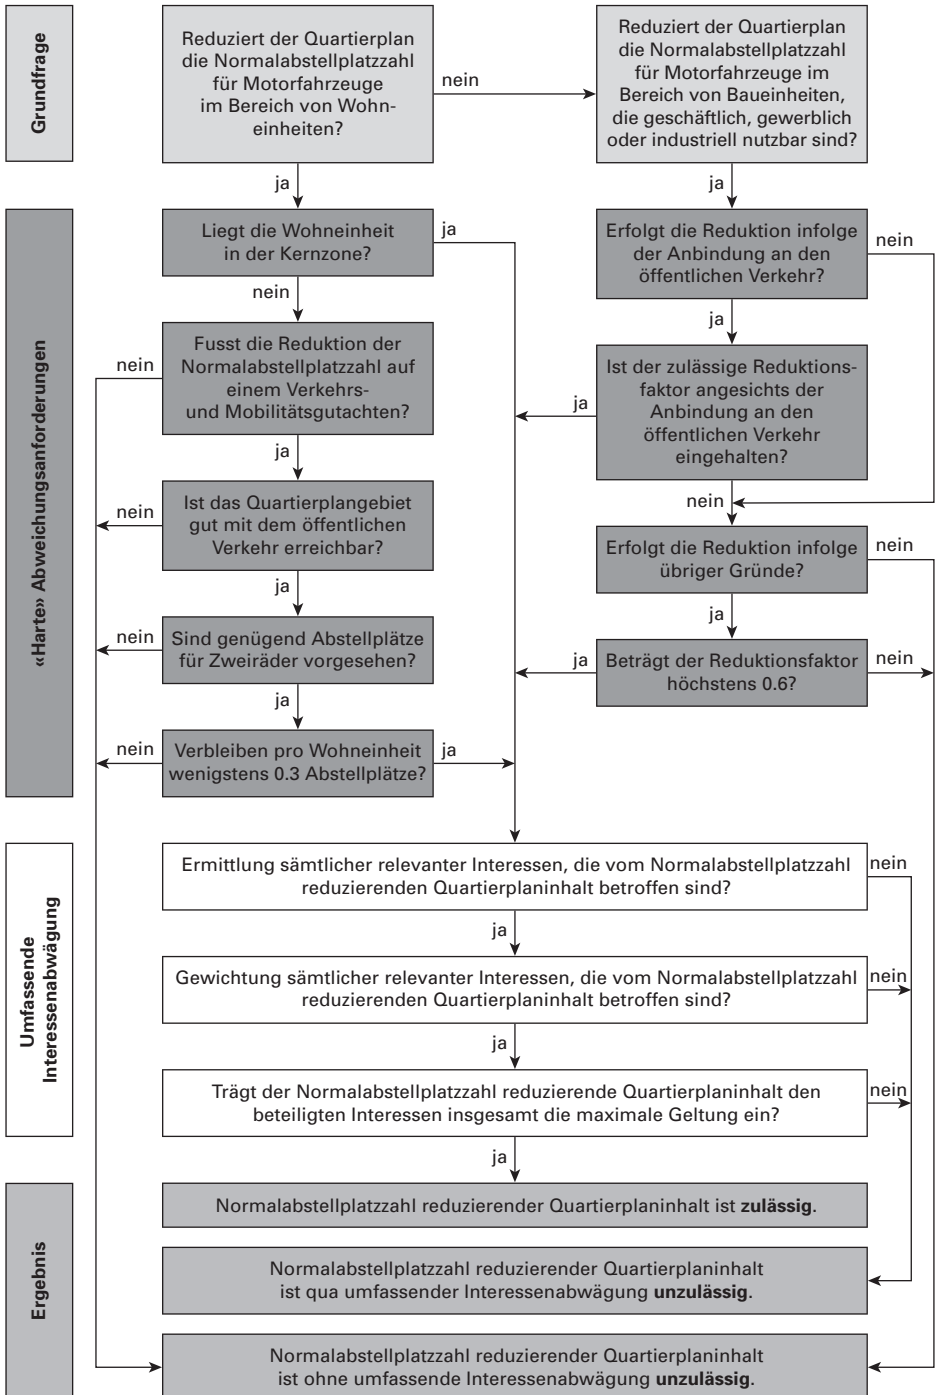 Grundfrage
Reduziert der Quartierplan
die Normalabstellplatzzahl
für Motorfahrzeuge
im Bereich von Wohn-
einheiten?
nein
Reduziert der Quartierplan
die Normalabstellplatzzahl
für Motorfahrzeuge im
Bereich von Baueinheiten,
die geschäftlich, gewerblich
oder industriell nutzbar sind?
ja
ja
«Harte» Abweichungsanforderungen
Liegt die Wohneinheit
in der Kernzone?
ja
nein
Erfolgt die Reduktion infolge
der Anbindung an den
öffentlichen Verkehr?
nein
ja
nein
Fusst die Reduktion der
Normalabstellplatzzahl auf
einem Verkehrs-
und Mobilitätsgutachten?
ja
ja
Ist der zulässige Reduktions-
faktor angesichts der
Anbindung an den
öffentlichen Verkehr
eingehalten?
nein
nein
Ist das Quartierplangebiet
gut mit dem öffentlichen
Verkehr erreichbar?
ja
Erfolgt die Reduktion infolge
übriger Gründe?
nein
ja
nein
Sind genügend Abstellplätze
für Zweiräder vorgesehen?
ja
ja
Beträgt der Reduktionsfaktor
höchstens 0.6?
nein
nein
Verbleiben pro Wohneinheit
wenigstens 0.3 Abstellplätze?
ja
Umfassende
Interessenabwägung
Ermittlung sämtlicher relevanter Interessen, die vom Normalabstellplatzzahl
reduzierenden Quartierplaninhalt betroffen sind?
nein
ja
Gewichtung sämtlicher relevanter Interessen, die vom Normalabstellplatzzahl
reduzierenden Quartierplaninhalt betroffen sind?
nein
ja
Trägt der Normalabstellplatzzahl reduzierende Quartierplaninhalt den
beteiligten Interessen insgesamt die maximale Geltung ein?
nein
ja
Ergebnis
Normalabstellplatzzahl reduzierender Quartierplaninhalt ist zulässig.
Normalabstellplatzzahl reduzierender Quartierplaninhalt
ist qua umfassender Interessenabwägung unzulässig.
Normalabstellplatzzahl reduzierender Quartierplaninhalt
ist ohne umfassende Interessenabwägung unzulässig.